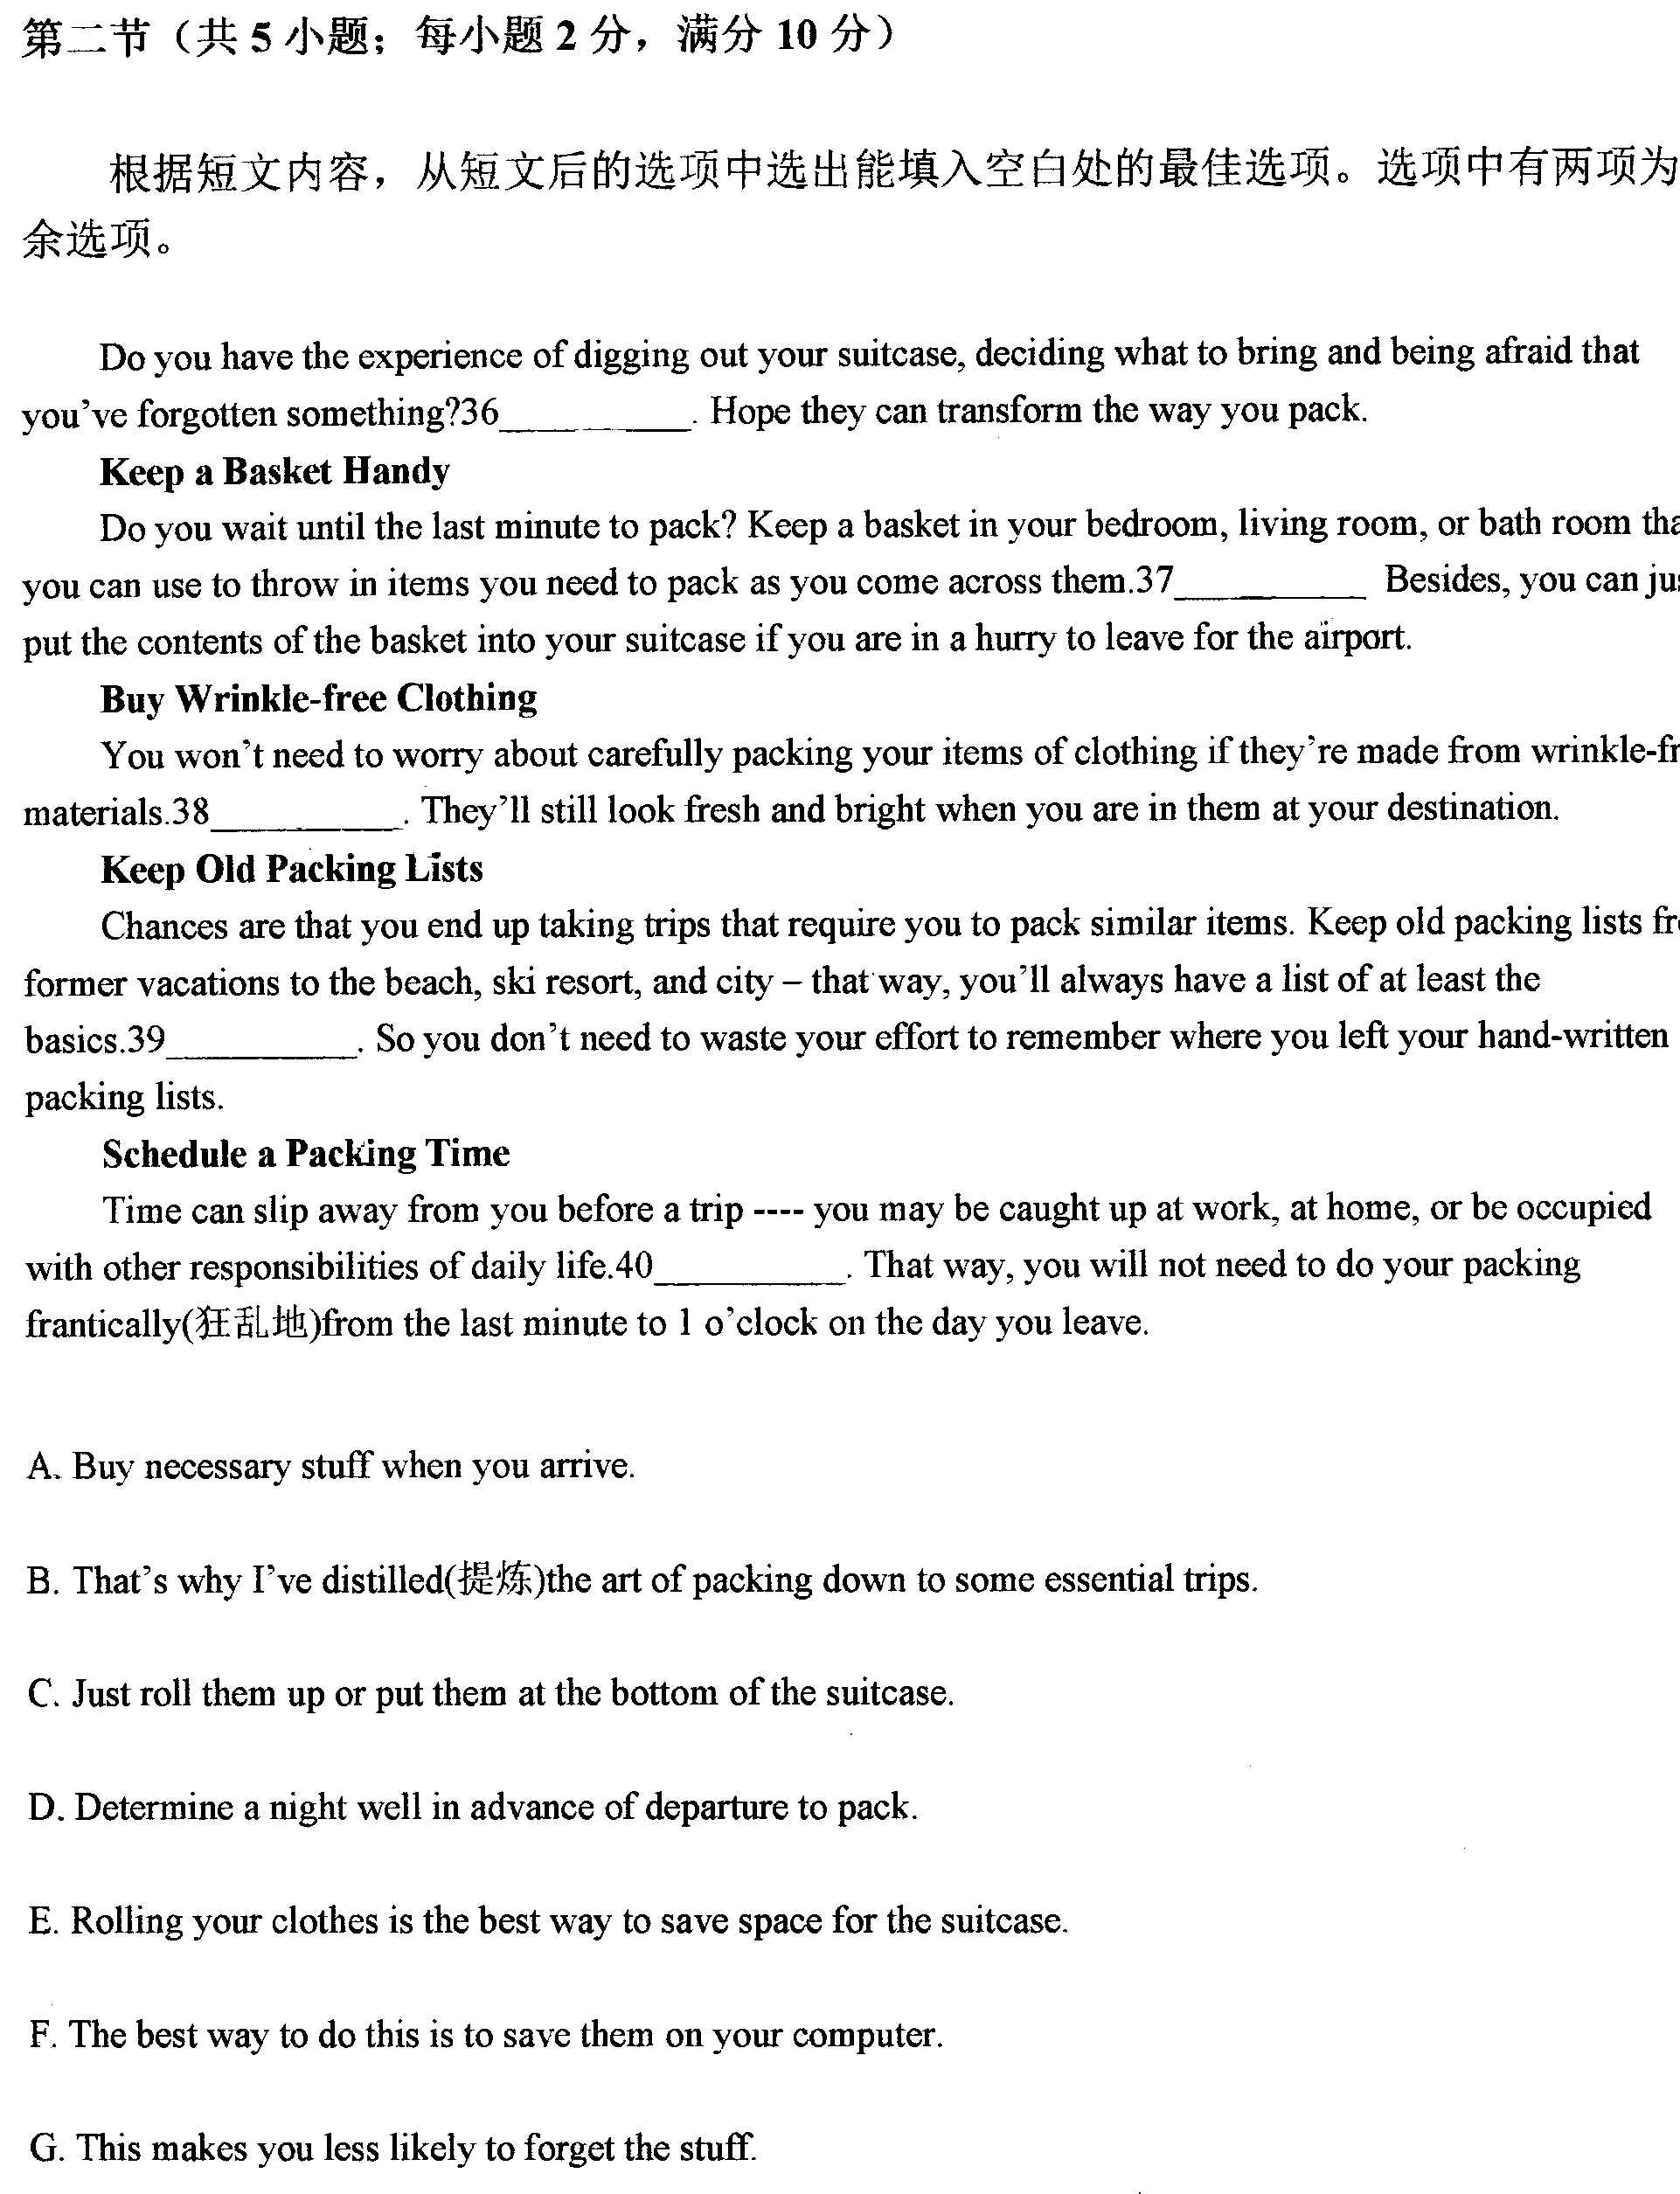 第二节（共 5 小题；每小题 2 分，满分 10 分）
根据短文内容，从短文后的选项中选出能填入空白处的最佳选项。选项中有两项为
余选项。
Do you have the experience of digging out your suitcase, deciding what to bring and being afraid that
you’ve forgotten something?36__________. Hope they can transform the way you pack.
Keep a Basket Handy
Do you wait until the last minute to pack? Keep a basket in your bedroom, living room, or bath room
you can use to throw in items you need to pack as you come across them.37__________ Besides, you can
put the contents of the basket into your suitcase if you are in a hurry to leave for the airport.
Buy Wrinkle-free Clothing
You won’t need to worry about carefully packing your items of clothing if they’re made from
materials.38__________. They’ll still look fresh and bright when you are in them at your destination.
Keep Old Packing Lists
Chances are that you end up taking trips that require you to pack similar items. Keep old packing lists
former vacations to the beach, ski resort, and city – that way, you’ll always have a list of at least the
basics.39__________. So you don’t need to waste your effort to remember where you left your hand-written
packing lists.
Schedule a Packing Time
Time can slip away from you before a trip ---- you may be caught up at work, at home, or be occupied
with other responsibilities of daily life.40__________. That way, you will not need to do your packing
frantically(狂乱地)from the last minute to 1 o’clock on the day you leave.
A. Buy necessary stuff when you arrive.
B. That’s why I’ve distilled(提炼)the art of packing down to some essential trips.
C. Just roll them up or put them at the bottom of the suitcase.
D. Determine a night well in advance of departure to pack.
E. Rolling your clothes is the best way to save space for the suitcase.
F. The best way to do this is to save them on your computer.
G. This makes you less likely to forget the stuff.